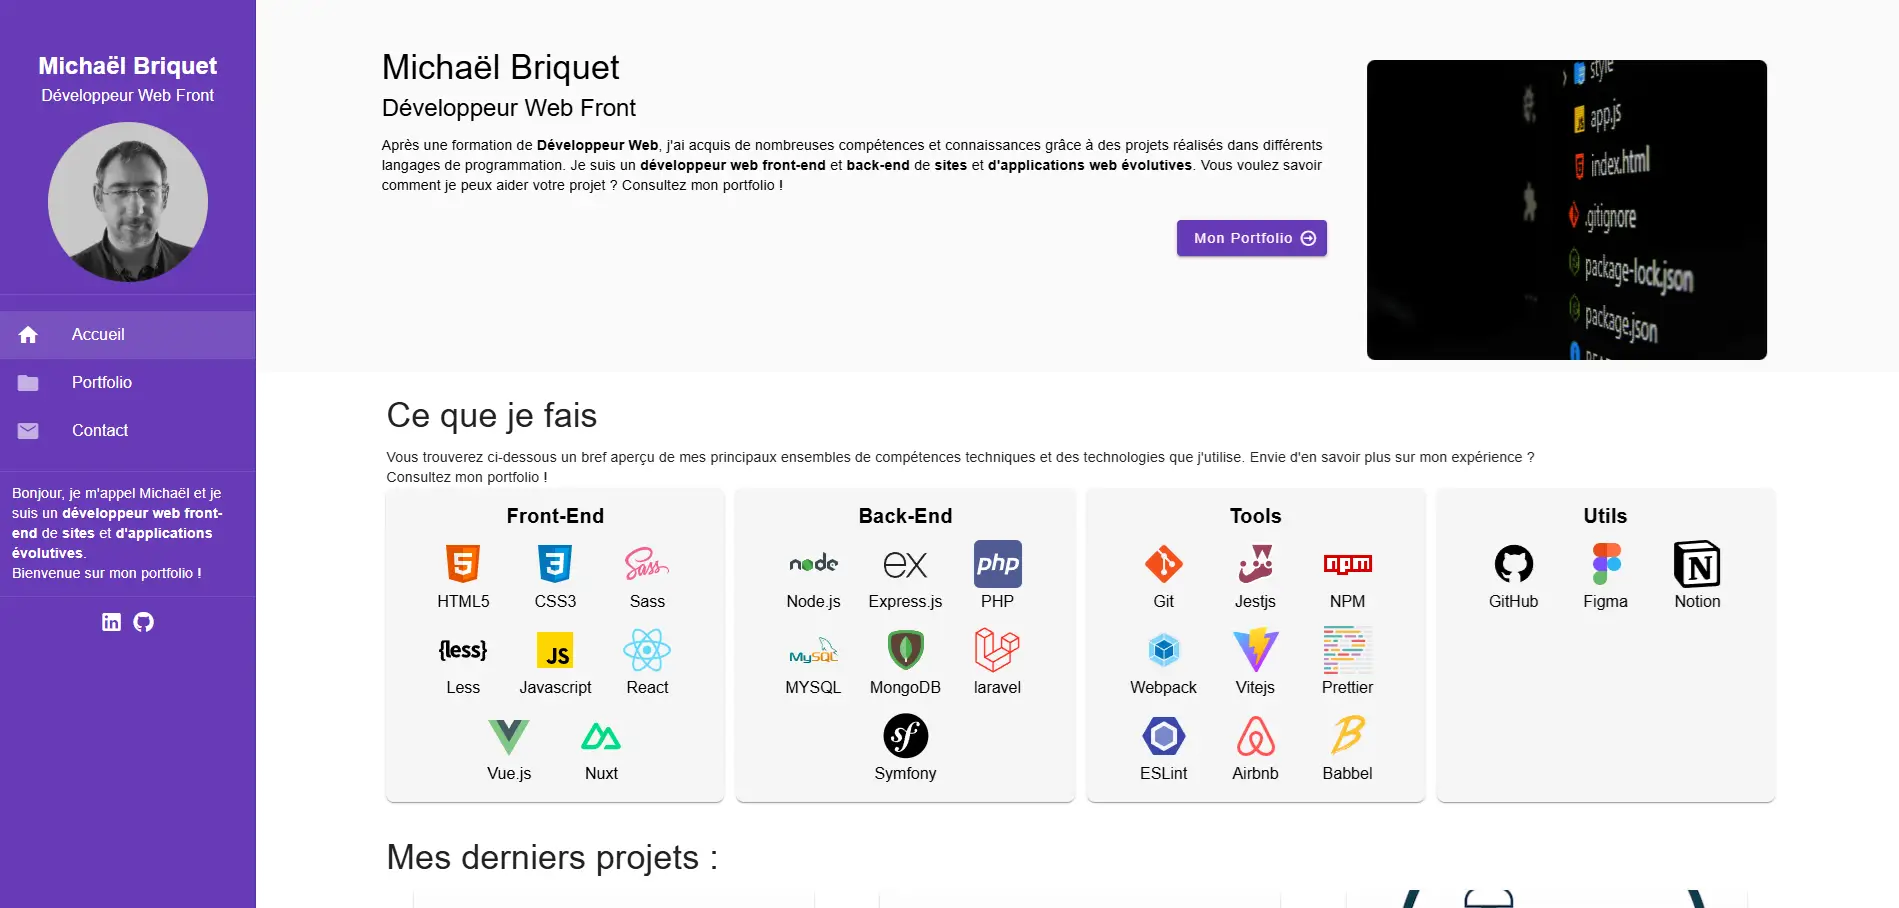 Michaël Briquet
Développeur Web Front
Accueil
Portfolio
Contact
Bonjour, je m'appel Michaël et je
suis un développeur web front-
end de sites et d'applications
évolutives.
Bienvenue sur mon portfolio !
Michaël Briquet
Développeur Web Front
Après une formation de Développeur Web, j'ai acquis de nombreuses compétences et connaissances grâce à des projets réalisés dans différents
langages de programmation. Je suis un développeur web front-end et back-end de sites et d'applications web évolutives. Vous voulez savoir
comment je peux aider votre projet ? Consultez mon portfolio !
Mon Portfolio
style
app.js
index.html
.gitignore
package-lock.json
package.json
Ce que je fais
Vous trouverez ci-dessous un bref aperçu de mes principaux ensembles de compétences techniques et des technologies que j'utilise. Envie d'en savoir plus sur mon expérience ?
Consultez mon portfolio !
Front-End
HTML5 CSS3 Sass
{less} JS
Less Javascript React
Vue.js Nuxt
Back-End
node ex php
Node.js Express.js PHP
MySQL
MYSQL MongoDB laravel
sf
Symfony
Tools
npm
Git Jestjs NPM
Webpack Vitejs Prettier
ESLint Airbnb Babbel
Utils
GitHub Figma Notion
Mes derniers projets :